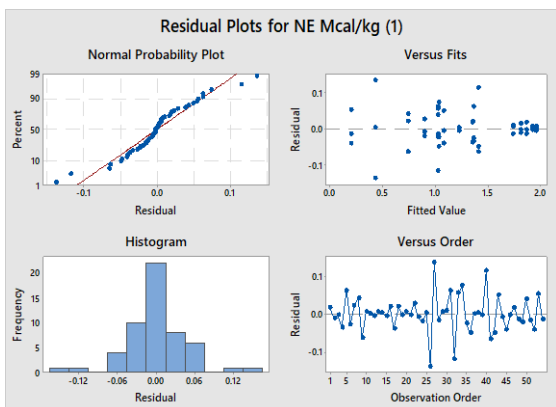 Residual Plots for NE Mcal/kg (1)
Normal Probability Plot
99
90
50
10
1
Percent
-0.1 0.0 0.1
Residual
Versus Fits
0.1
0.0
-0.1
Residual
0.0 0.5 1.0 1.5 2.0
Fitted Value
Histogram
20
15
10
5
0
Frequency
-0.12 -0.06 0.00 0.06 0.12
Residual
Versus Order
0.1
0.0
-0.1
Residual
1 5 10 15 20 25 30 35 40 45 50
Observation Order